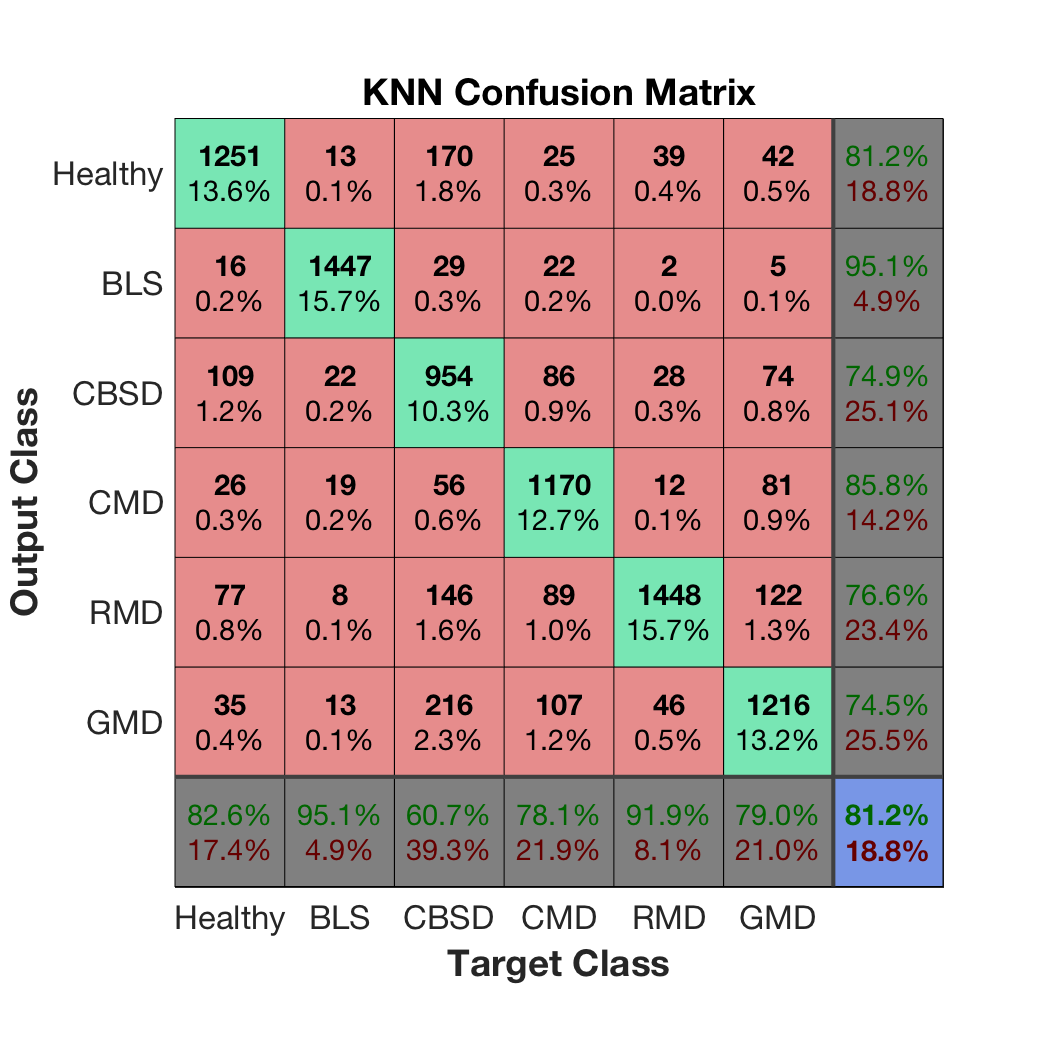 KNN Confusion Matrix
Healthy 1251 13 170 25 39 42 81.2%
13.6% 0.1% 1.8% 0.3% 0.4% 0.5% 18.8%
BLS 16 1447 29 22 2 5 95.1%
0.2% 15.7% 0.3% 0.2% 0.0% 0.1% 4.9%
CBSD 109 22 954 86 28 74 74.9%
1.2% 0.2% 10.3% 0.9% 0.3% 0.8% 25.1%
CMD 26 19 56 1170 12 81 85.8%
0.3% 0.2% 0.6% 12.7% 0.1% 0.9% 14.2%
RMD 77 8 146 89 1448 122 76.6%
0.8% 0.1% 1.6% 1.0% 15.7% 1.3% 23.4%
GMD 35 13 216 107 46 1216 74.5%
0.4% 0.1% 2.3% 1.2% 0.5% 13.2% 25.5%
82.6% 95.1% 60.7% 78.1% 91.9% 79.0% 81.2%
17.4% 4.9% 39.3% 21.9% 8.1% 21.0% 18.8%
Healthy BLS CBSD CMD RMD GMD
Target Class
Output Class